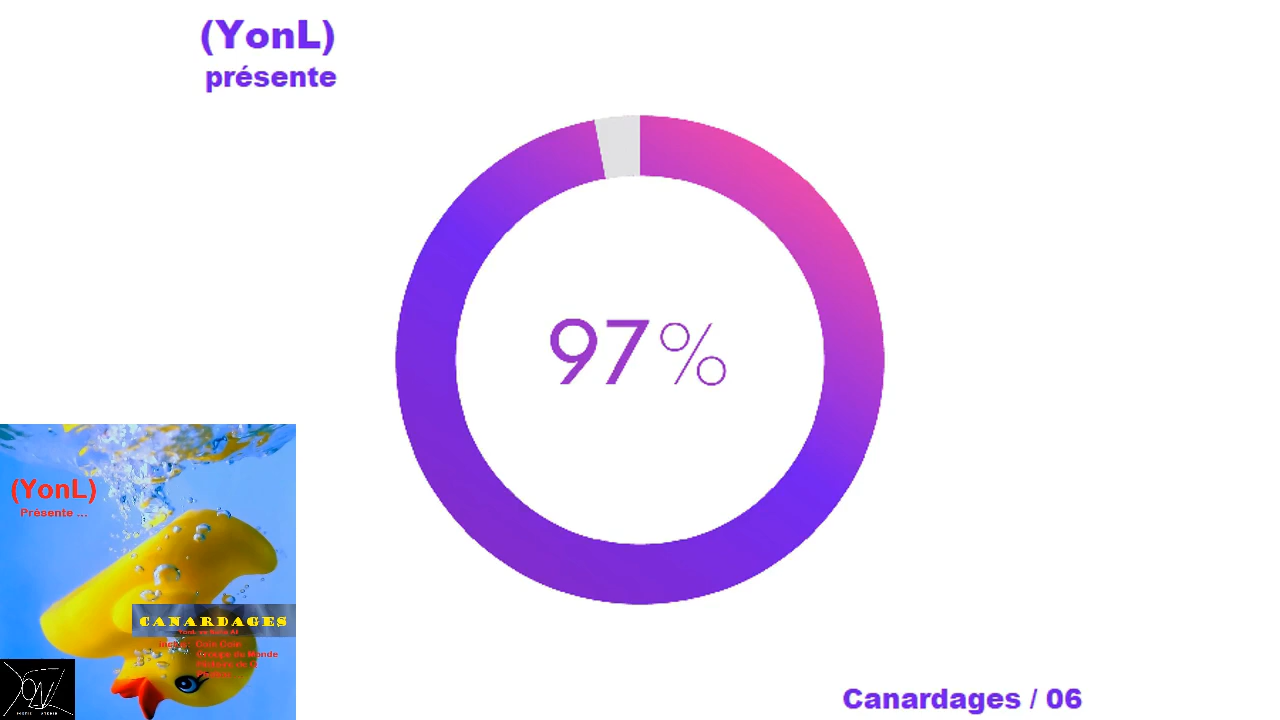 (YonL)
présente
97%
(YonL)
Présente ...
CANARDAGES
Canardages / 06